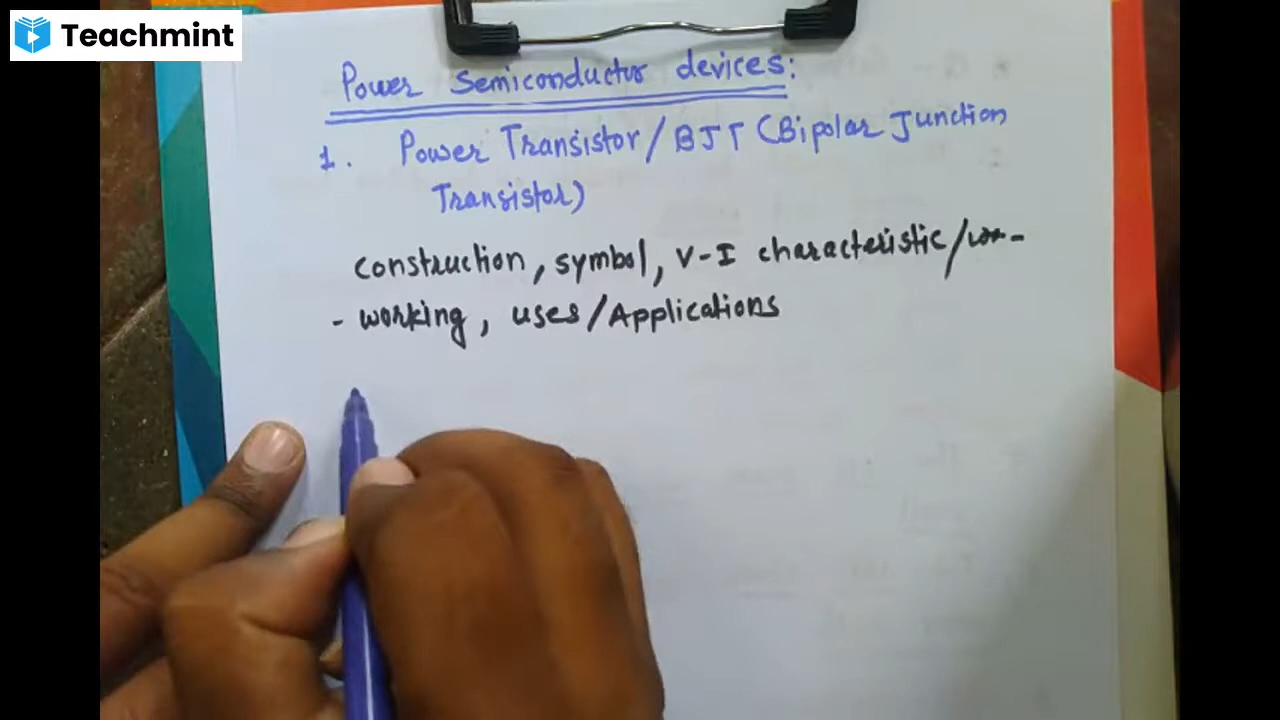 Teachmint
Power Semiconductor devices:
1. Power Transistor/BJT (Bipolar Junction
Transistor)
construction, symbol, V-I characteristic/wor-
- working, uses/Applications